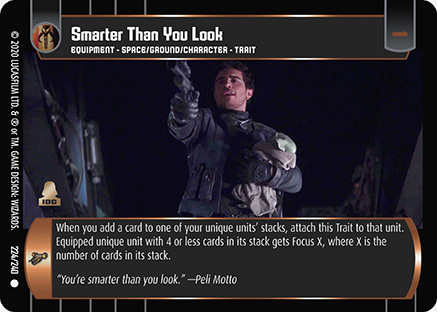 Smarter Than You Look
EQUIPMENT - SPACE/GROUND/CHARACTER - TRAIT
© 2020 LUCASFILM LTD. & ® or TM. GAME DESIGN: WIZARDS.
224/240
IDC
When you add a card to one of your unique units' stacks, attach this Trait to that unit.
Equipped unique unit with 4 or less cards in its stack gets Focus X, where X is the
number of cards in its stack.
"You're smarter than you look." —Peli Motto